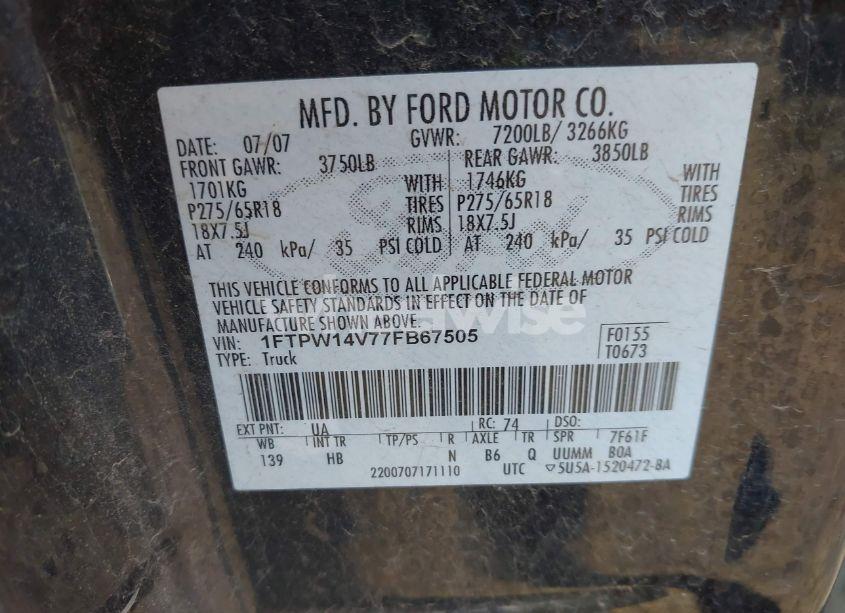 MFD. BY FORD MOTOR CO.
DATE: 07/07 GVWR: 7200LB/ 3266KG
FRONT GAWR: 3750LB REAR GAWR: 3850LB
1701KG WITH 1746KG WITH
P275/65R18 TIRES P275/65R18 TIRES
18X7.5J RIMS 18X7.5J RIMS
AT 240 kPa/ 35 PSI COLD AT 240 kPa/ 35 PSI COLD
THIS VEHICLE CONFORMS TO ALL APPLICABLE FEDERAL MOTOR
VEHICLE SAFETY STANDARDS IN EFFECT ON THE DATE OF
MANUFACTURE SHOWN ABOVE.
VIN: 1FTPW14V77FB67505 F0155
TYPE: Truck T0673
EXT PNT: UA RC: 74 DSO:
WB INT TR TP/PS R AXLE TR SPR 7F61F
139 HB N B6 Q UUMM BOA
2200707171110 UTC ▽5U5A-1520472-BA